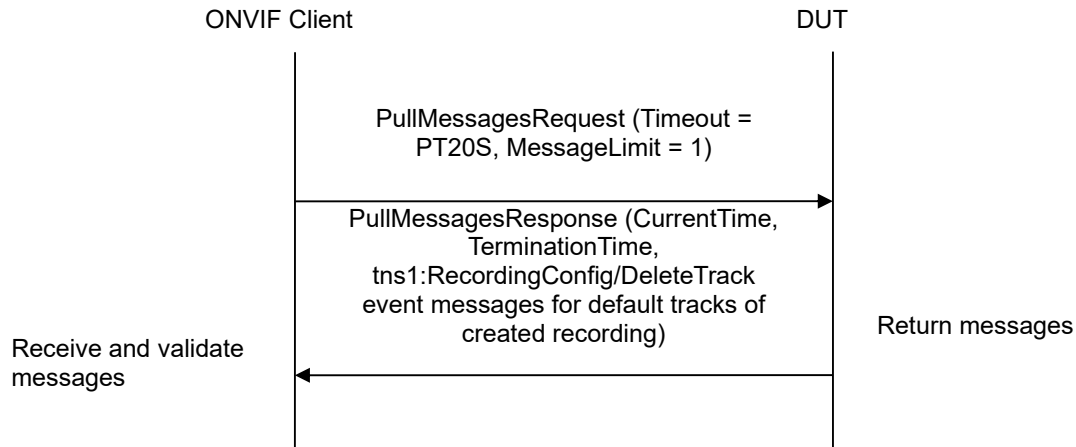 ONVIF Client
DUT
PullMessagesRequest (Timeout =
PT20S, MessageLimit = 1)
PullMessagesResponse (CurrentTime,
TerminationTime,
tns1:RecordingConfig/DeleteTrack
event messages for default tracks of
created recording)
Return messages
Receive and validate
messages